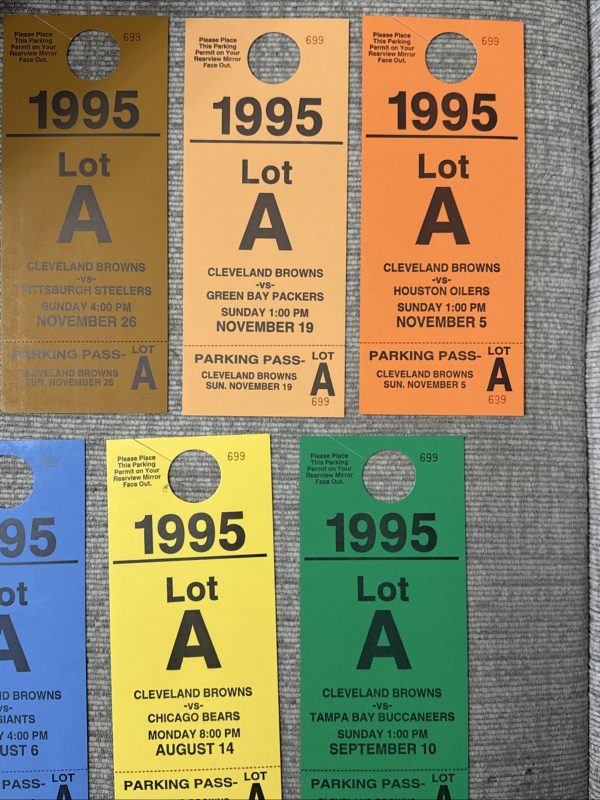 Please Place
This Parking
Permit on Your
Rearview Mirror
Face Out.
699
1995
Lot
A
CLEVELAND BROWNS
-vs-
PITTSBURGH STEELERS
SUNDAY 4:00 PM
NOVEMBER 26
PARKING PASS- LOT
A
CLEVELAND BROWNS
SUN. NOVEMBER 26
Please Place
This Parking
Permit on Your
Rearview Mirror
Face Out.
699
1995
Lot
A
CLEVELAND BROWNS
-vs-
GREEN BAY PACKERS
SUNDAY 1:00 PM
NOVEMBER 19
PARKING PASS- LOT
A
CLEVELAND BROWNS
SUN. NOVEMBER 19
699
Please Place
This Parking
Permit on Your
Rearview Mirror
Face Out.
699
1995
Lot
A
CLEVELAND BROWNS
-vs-
HOUSTON OILERS
SUNDAY 1:00 PM
NOVEMBER 5
PARKING PASS- LOT
A
CLEVELAND BROWNS
SUN. NOVEMBER 5
699
699
95
ot
A
ND BROWNS
-vs-
GIANTS
Y 4:00 PM
UST 6
PASS- LOT
A
Please Place
This Parking
Permit on Your
Rearview Mirror
Face Out.
699
1995
Lot
A
CLEVELAND BROWNS
-vs-
CHICAGO BEARS
MONDAY 8:00 PM
AUGUST 14
PARKING PASS- LOT
A
CLEVELAND BROWNS
Please Place
This Parking
Permit on Your
Rearview Mirror
Face Out.
699
1995
Lot
A
CLEVELAND BROWNS
-vs-
TAMPA BAY BUCCANEERS
SUNDAY 1:00 PM
SEPTEMBER 10
PARKING PASS- LOT
A
CLEVELAND BROWNS